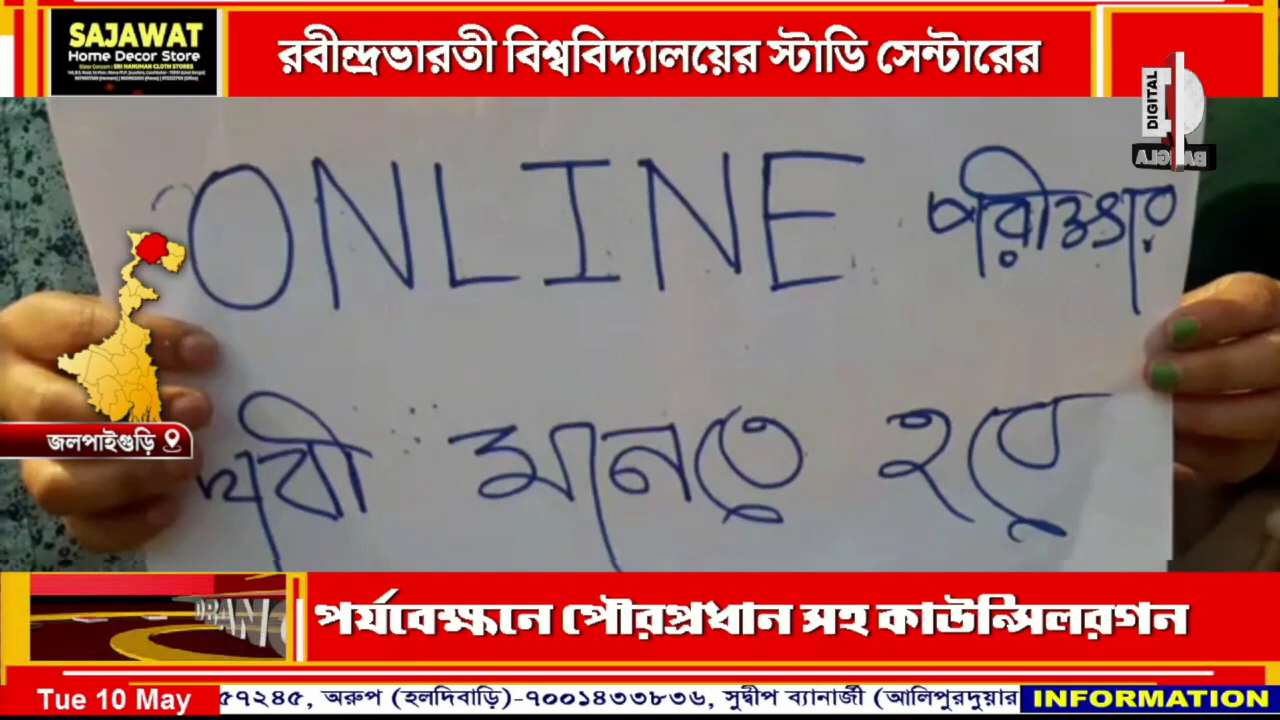 SAJAWAT
Home Decor Store
রবীন্দ্রভারতী বিশ্ববিদ্যালয়ের স্টাডি সেন্টারের
DIGITAL
BANGLA
ONLINE পরীক্ষার
দাবী মানতে হবে
জলপাইগুড়ি
পর্যবেক্ষনে পৌরপ্রধান সহ কাউন্সিলরগন
Tue 10 May
৫৭২৪৫, অরুপ (হলদিবাড়ি)-৭০০১৪৩৩৮৩৬, সুদ্বীপ ব্যানার্জী (আলিপুরদুয়ার
INFORMATION